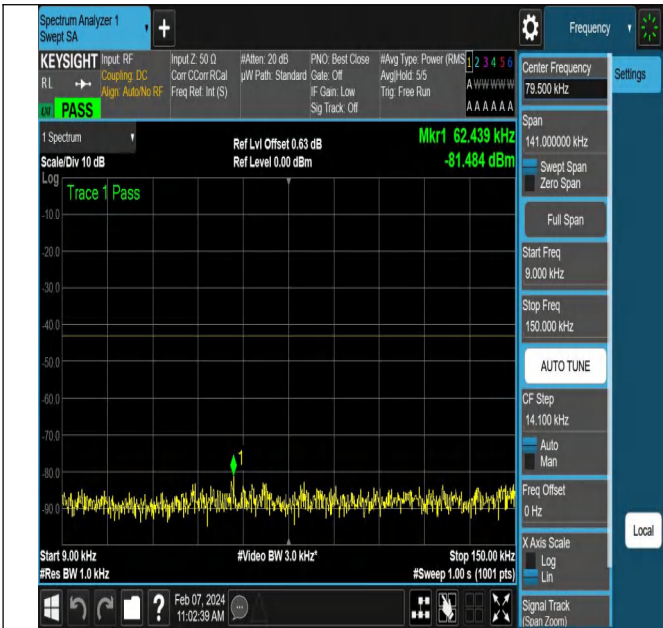 Spectrum Analyzer 1
Swept SA
+
Frequency
KEYSIGHT
RL
PASS
Input: RF
Coupling: DC
Align: Auto/No RF
Input Z: 50 Ω
Corr CCorr RCal
Freq Ref: Int (S)
#Atten: 20 dB
µW Path: Standard
PNO: Best Close
Gate: Off
IF Gain: Low
Sig Track: Off
#Avg Type: Power (RMS
Avg|Hold: 5/5
Trig: Free Run
1 2 3 4 5 6
A W W W W W
A A A A A A
Center Frequency
79.500 kHz
Settings
1 Spectrum
Scale/Div 10 dB
Log
Ref Lvl Offset 0.63 dB
Ref Level 0.00 dBm
Mkr1 62.439 kHz
-81.484 dBm
Trace 1 Pass
-10.0
-20.0
-30.0
-40.0
-50.0
-60.0
-70.0
-80.0
-90.0
1
Span
141.000000 kHz
Swept Span
Zero Span
Full Span
Start Freq
9.000 kHz
Stop Freq
150.000 kHz
AUTO TUNE
CF Step
14.100 kHz
Auto
Man
Freq Offset
0 Hz
X Axis Scale
Log
Lin
Signal Track
(Span Zoom)
Local
Start 9.00 kHz
#Res BW 1.0 kHz
#Video BW 3.0 kHz*
Stop 150.00 kHz
#Sweep 1.00 s (1001 pts)
?
Feb 07, 2024
11:02:39 AM